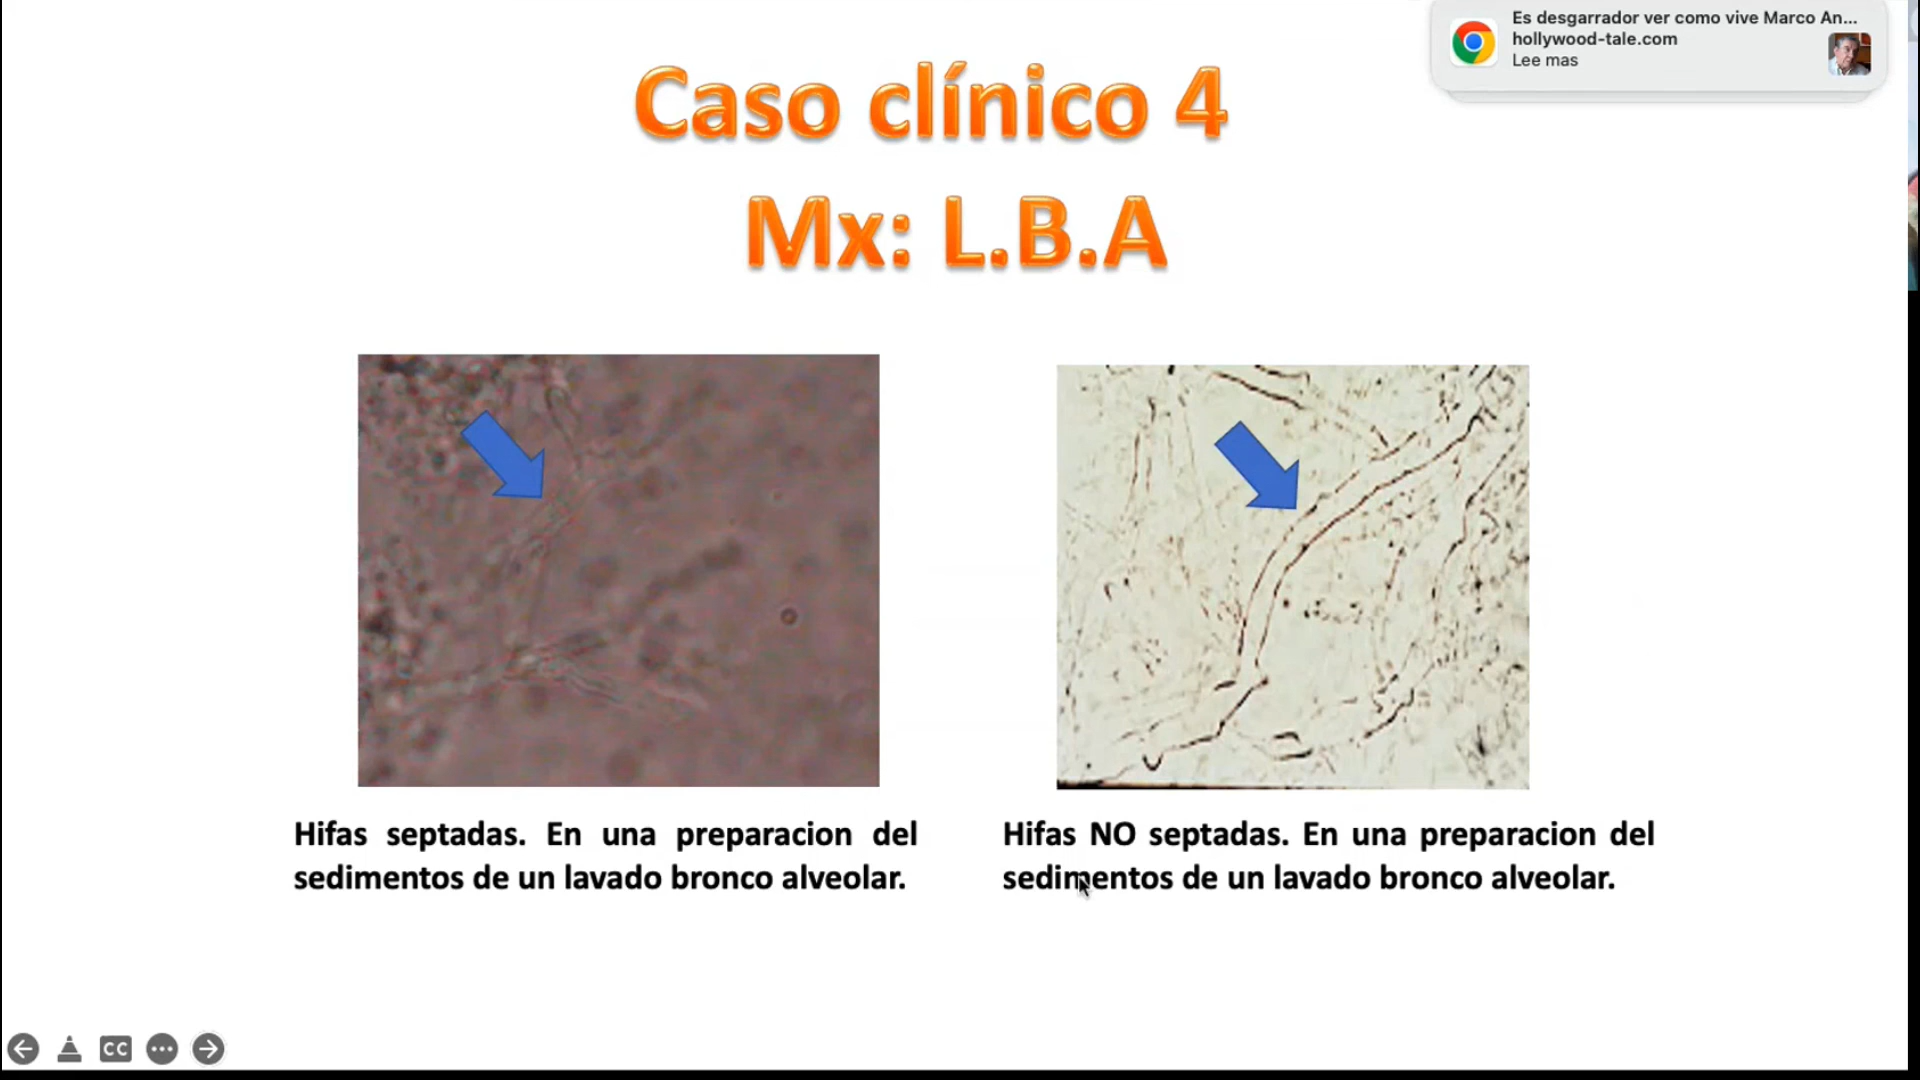 Es desgarrador ver como vive Marco An...
hollywood-tale.com
Lee mas
Caso clínico 4
Mx: L.B.A
Hifas septadas. En una preparacion del
sedimentos de un lavado bronco alveolar.
Hifas NO septadas. En una preparacion del
sedimentos de un lavado bronco alveolar.
CC